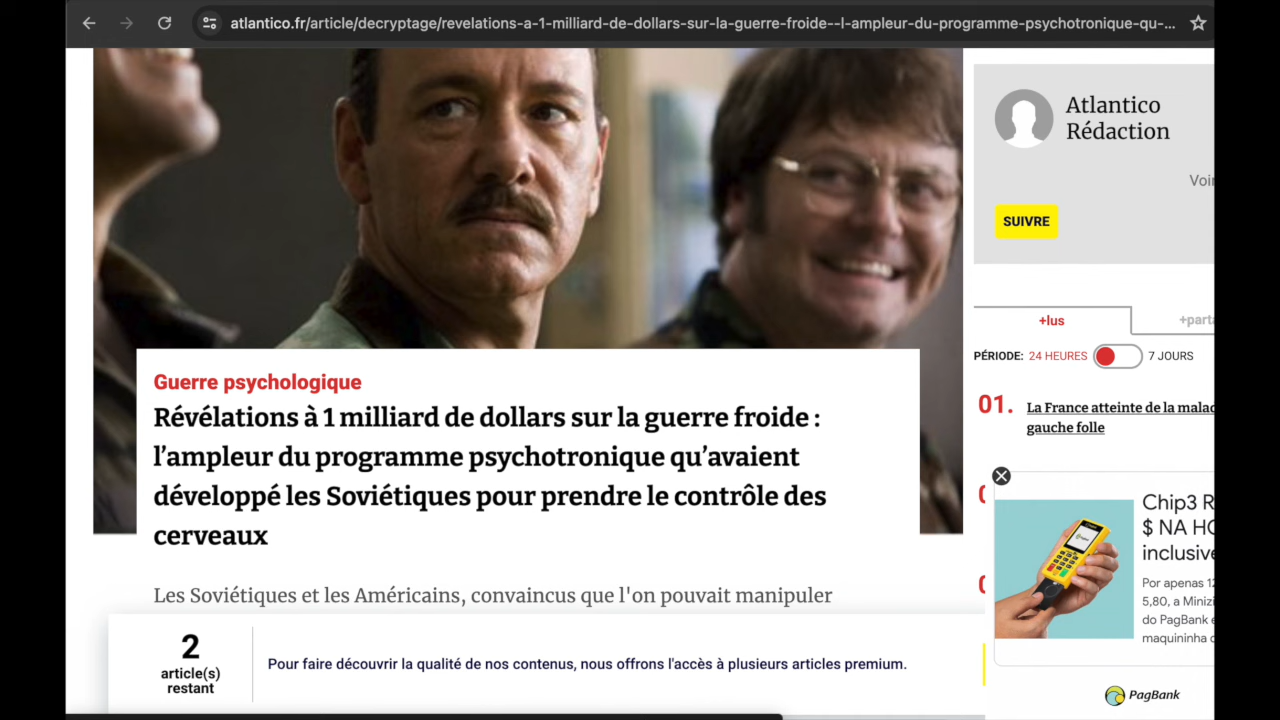 atlantico.fr/article/decryptage/revelations-a-1-milliard-de-dollars-sur-la-guerre-froide--l-ampleur-du-programme-psychotronique-qu-...
Atlantico
Rédaction
Voir
SUIVRE
+lus
+parta
PÉRIODE: 24 HEURES 7 JOURS
01. La France atteinte de la malad
gauche folle
Guerre psychologique
Révélations à 1 milliard de dollars sur la guerre froide :
l’ampleur du programme psychotronique qu’avaient
développé les Soviétiques pour prendre le contrôle des
cerveaux
Les Soviétiques et les Américains, convaincus que l'on pouvait manipuler
2
article(s)
restant
Pour faire découvrir la qualité de nos contenus, nous offrons l'accès à plusieurs articles premium.
Chip3 R
$ NA HO
inclusive
Por apenas 12
5,80, a Minizi
do PagBank e
maquininha
PagBank